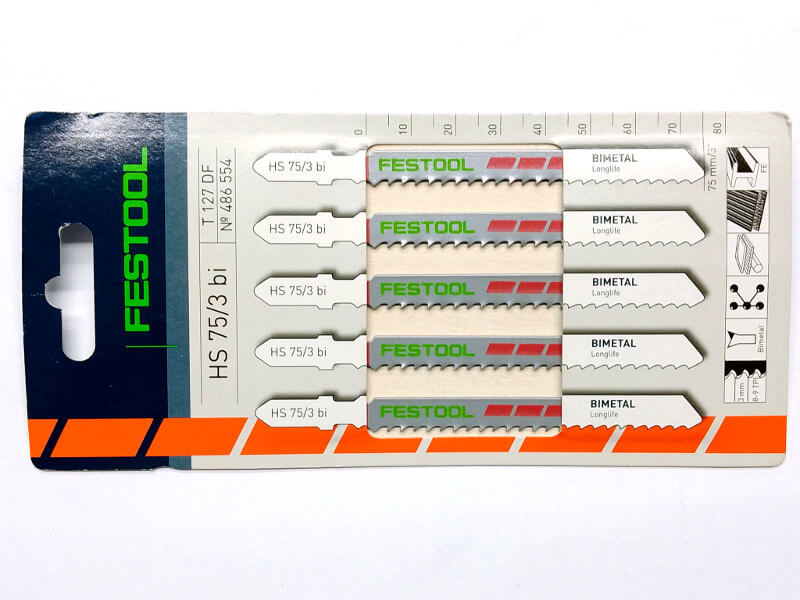 FESTOOL
HS 75/3 bi
T 127 DF
Nº 486 554
0 10 20 30 40 50 60 70 80
75 mm/3"
HS 75/3 bi FESTOOL BIMETAL
Longlife
HS 75/3 bi FESTOOL BIMETAL
Longlife
HS 75/3 bi FESTOOL BIMETAL
Longlife
HS 75/3 bi FESTOOL BIMETAL
Longlife
HS 75/3 bi FESTOOL BIMETAL
Longlife
FE
Bimetal
3 mm
8-9 TPI